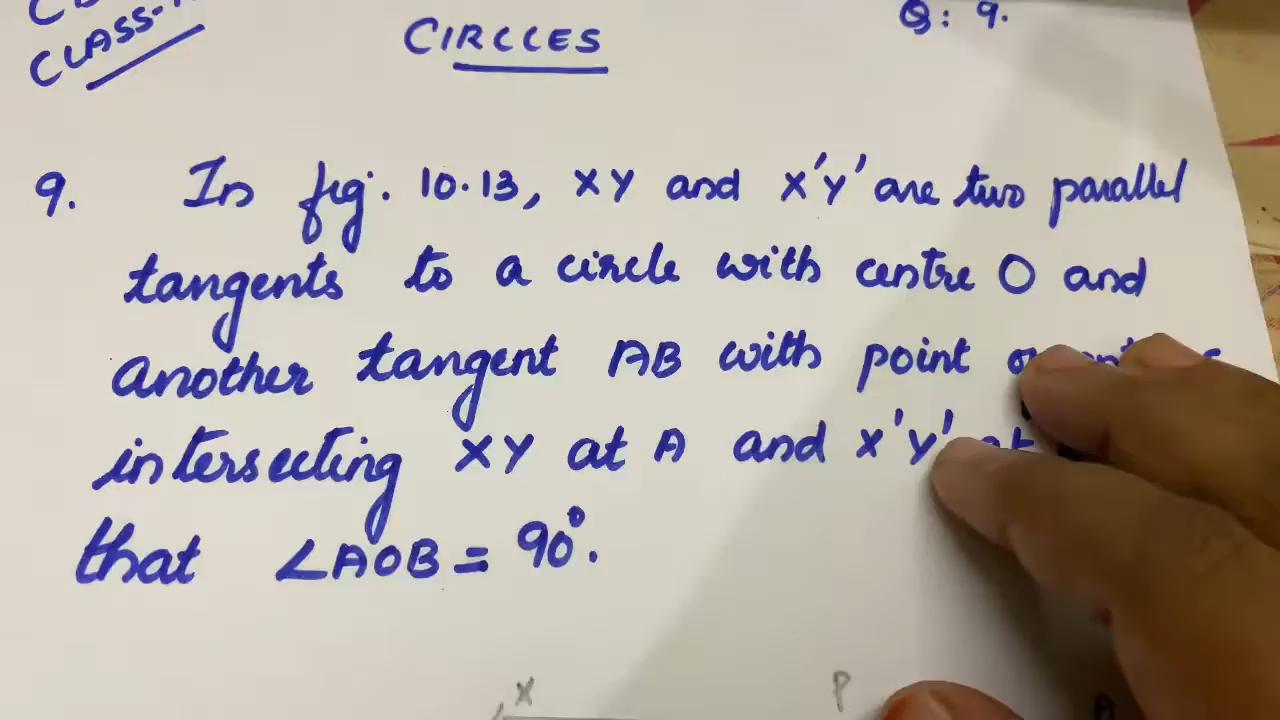 CLASS-
CIRCLES
Q: 9.
9. In fig. 10.13, XY and X'Y' are two parallel
tangents to a circle with centre O and
another tangent AB with point
intersecting XY at A and X'Y' at
that ∠AOB = 90°.
X P
A